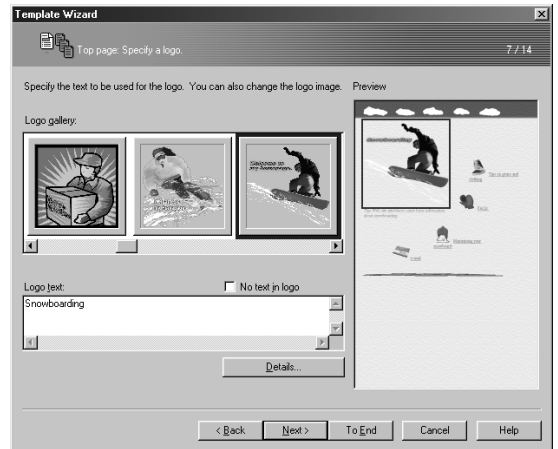 Template Wizard
Top page: Specify a logo.
7 / 14
Specify the text to be used for the logo. You can also change the logo image.
Preview
Logo gallery:
Welcome to
my homepage.
Snowboarding
Logo text:
No text in logo
Snowboarding
Details...
< Back
Next >
To End
Cancel
Help